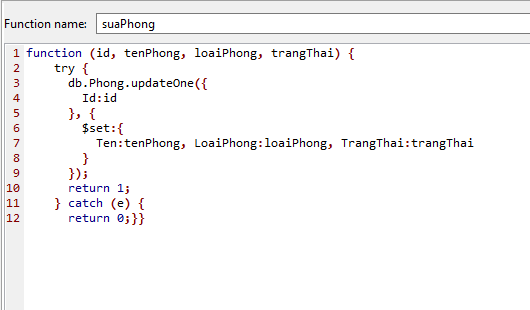 Function name: suaPhong
1 function (id, tenPhong, loaiPhong, trangThai) {
2     try {
3       db.Phong.updateOne({
4         Id:id
5       }, {
6         $set:{
7           Ten:tenPhong, LoaiPhong:loaiPhong, TrangThai:trangThai
8         }
9       });
10       return 1;
11     } catch (e) {
12       return 0;}}